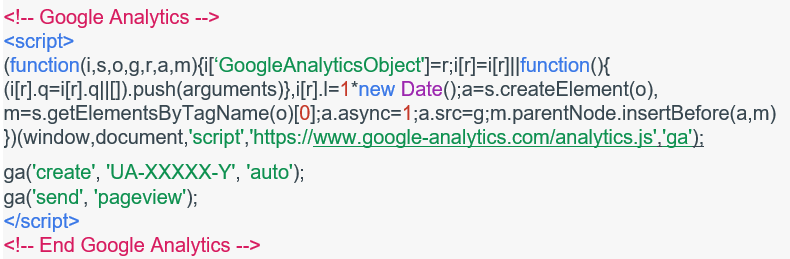 <!-- Google Analytics -->
<script>
(function(i,s,o,g,r,a,m){i[‘GoogleAnalyticsObject']=r;i[r]=i[r]||function(){
(i[r].q=i[r].q||[]).push(arguments)},i[r].l=1*new Date();a=s.createElement(o),
m=s.getElementsByTagName(o)[0];a.async=1;a.src=g;m.parentNode.insertBefore(a,m)
})(window,document,'script','https://www.google-analytics.com/analytics.js','ga');
ga('create', 'UA-XXXXX-Y', 'auto');
ga('send', 'pageview');
</script>
<!-- End Google Analytics -->